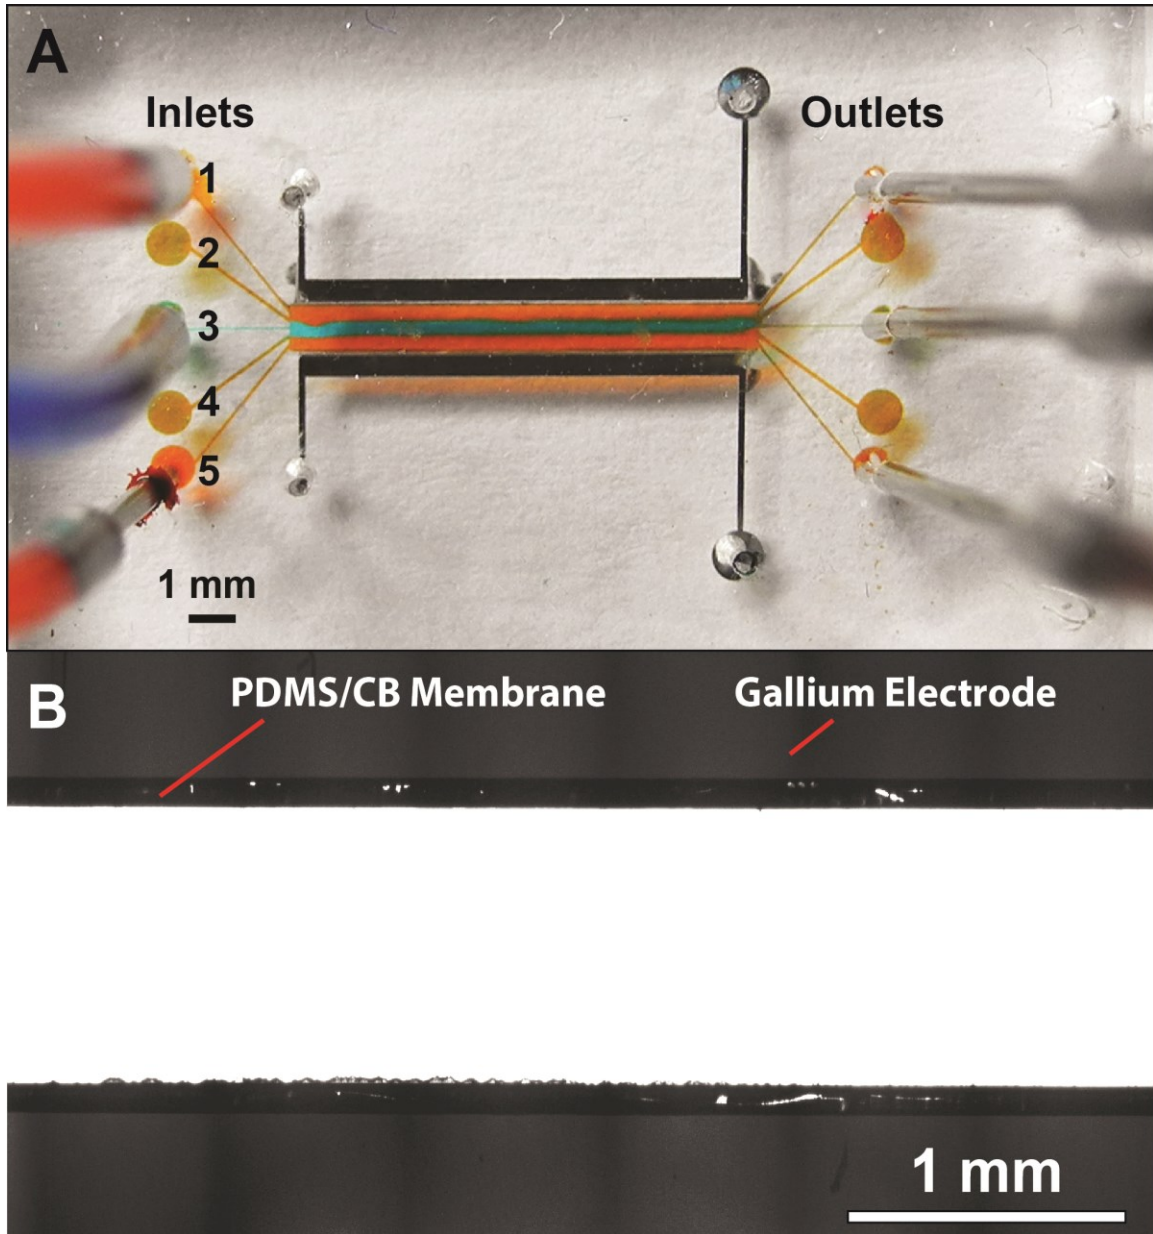 A
Inlets
Outlets
1
2
3
4
5
1 mm
B
PDMS/CB Membrane
Gallium Electrode
1 mm